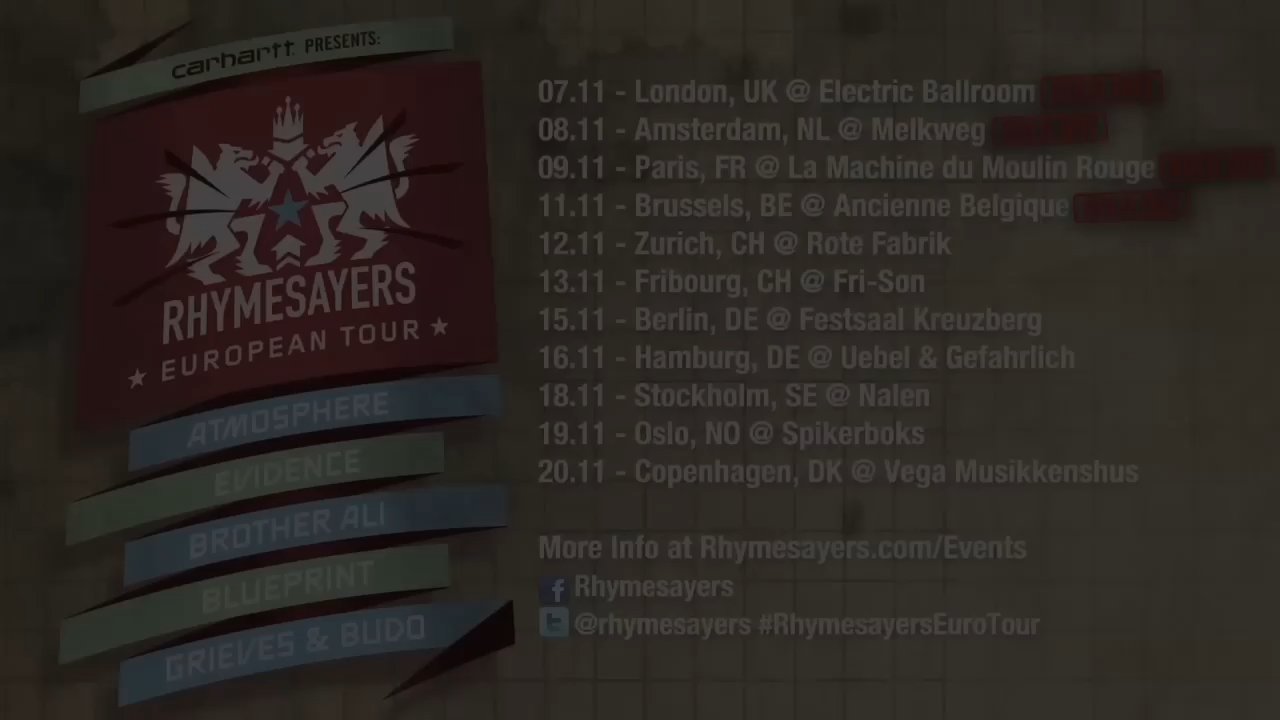 carhartt PRESENTS:
RHYMESAYERS
EUROPEAN TOUR
ATMOSPHERE
EVIDENCE
BROTHER ALI
BLUEPRINT
GRIEVES & BUDO
07.11 - London, UK @ Electric Ballroom
08.11 - Amsterdam, NL @ Melkweg
09.11 - Paris, FR @ La Machine du Moulin Rouge
11.11 - Brussels, BE @ Ancienne Belgique
12.11 - Zurich, CH @ Rote Fabrik
13.11 - Fribourg, CH @ Fri-Son
15.11 - Berlin, DE @ Festsaal Kreuzberg
16.11 - Hamburg, DE @ Uebel & Gefahrlich
18.11 - Stockholm, SE @ Nalen
19.11 - Oslo, NO @ Spikerboks
20.11 - Copenhagen, DK @ Vega Musikkenshus
More Info at Rhymesayers.com/Events
Rhymesayers
@rhymesayers #RhymesayersEuroTour